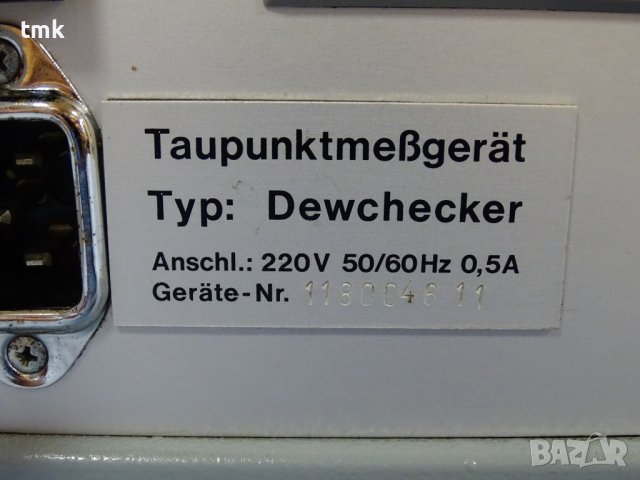 tmk
Taupunktmeßgerät
Typ: Dewchecker
Anschl.: 220V 50/60Hz 0,5A
Geräte-Nr. 1180046 11
BAZAR